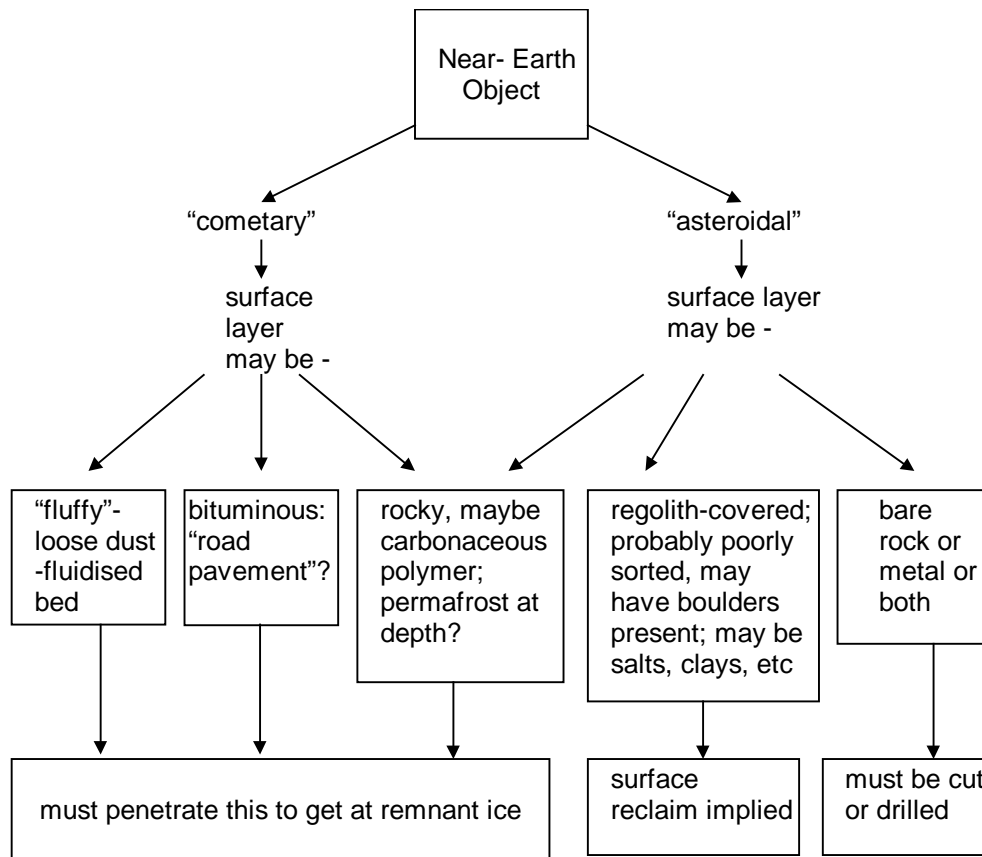 Near- Earth
Object
“cometary”
“asteroidal”
surface
layer
may be -
surface layer
may be -
“fluffy”-
loose dust
-fluidised
bed
bituminous:
“road
pavement”?
rocky, maybe
carbonaceous
polymer;
permafrost at
depth?
regolith-covered;
probably poorly
sorted, may
have boulders
present; may be
salts, clays, etc
bare
rock or
metal or
both
must penetrate this to get at remnant ice
surface
reclaim implied
must be cut
or drilled